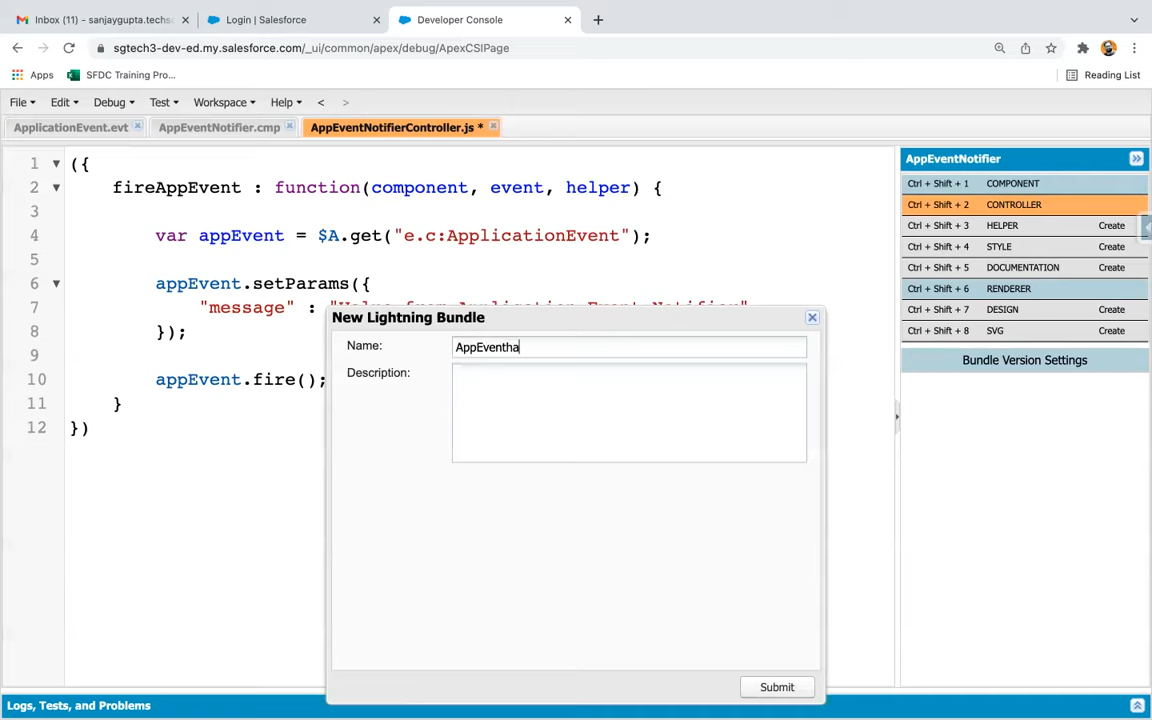 Inbox (11) - sanjaygupta.techsc
Login | Salesforce
Developer Console
sgtech3-dev-ed.my.salesforce.com/_ui/common/apex/debug/ApexCSIPage
Apps
SFDC Training Pro...
Reading List
File Edit Debug Test Workspace Help < >
ApplicationEvent.evt
AppEventNotifier.cmp
AppEventNotifierController.js *
1 ({
2 fireAppEvent : function(component, event, helper) {
3
4 var appEvent = $A.get("e.c:ApplicationEvent");
5
6 appEvent.setParams({
7 "message" : "Value from Application Event Notifier"
8 });
9
10 appEvent.fire();
11 }
12 })
AppEventNotifier
Ctrl + Shift + 1 COMPONENT
Ctrl + Shift + 2 CONTROLLER
Ctrl + Shift + 3 HELPER Create
Ctrl + Shift + 4 STYLE Create
Ctrl + Shift + 5 DOCUMENTATION Create
Ctrl + Shift + 6 RENDERER
Ctrl + Shift + 7 DESIGN Create
Ctrl + Shift + 8 SVG Create
Bundle Version Settings
New Lightning Bundle
Name: AppEventha
Description:
Submit
Logs, Tests, and Problems